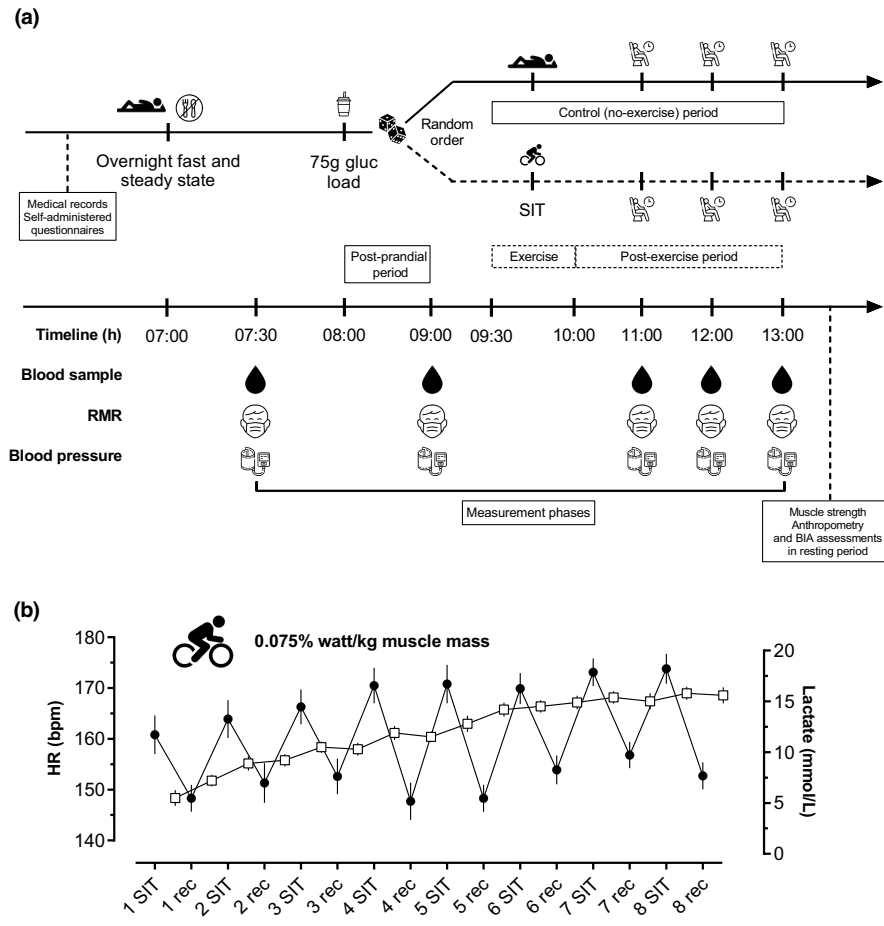 (a)
Random
order
Control (no-exercise) period
Overnight fast and
steady state
75g gluc
load
SIT
Medical records
Self-administered
questionnaires
Post-prandial
period
Exercise
Post-exercise period
Timeline (h)
07:00
07:30
08:00
09:00
09:30
10:00
11:00
12:00
13:00
Blood sample
RMR
Blood pressure
Measurement phases
Muscle strength
Anthropometry
and BIA assessments
in resting period
(b)
0.075% watt/kg muscle mass
HR (bpm)
180
170
160
150
140
Lactate (mmol/L)
20
15
10
5
0
1 SIT
1 rec
2 SIT
2 rec
3 SIT
3 rec
4 SIT
4 rec
5 SIT
5 rec
6 SIT
6 rec
7 SIT
7 rec
8 SIT
8 rec